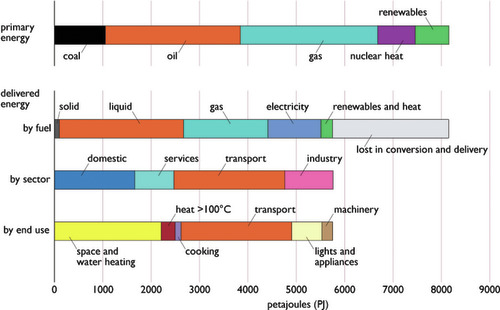 renewables
primary
energy
coal
oil
gas
nuclear heat
delivered
energy
solid
liquid
gas
electricity
renewables and heat
by fuel
lost in conversion and delivery
domestic
services
transport
industry
by sector
heat >100°C
transport
machinery
by end use
space and
water heating
cooking
lights and
appliances
0 1000 2000 3000 4000 5000 6000 7000 8000 9000
petajoules (PJ)